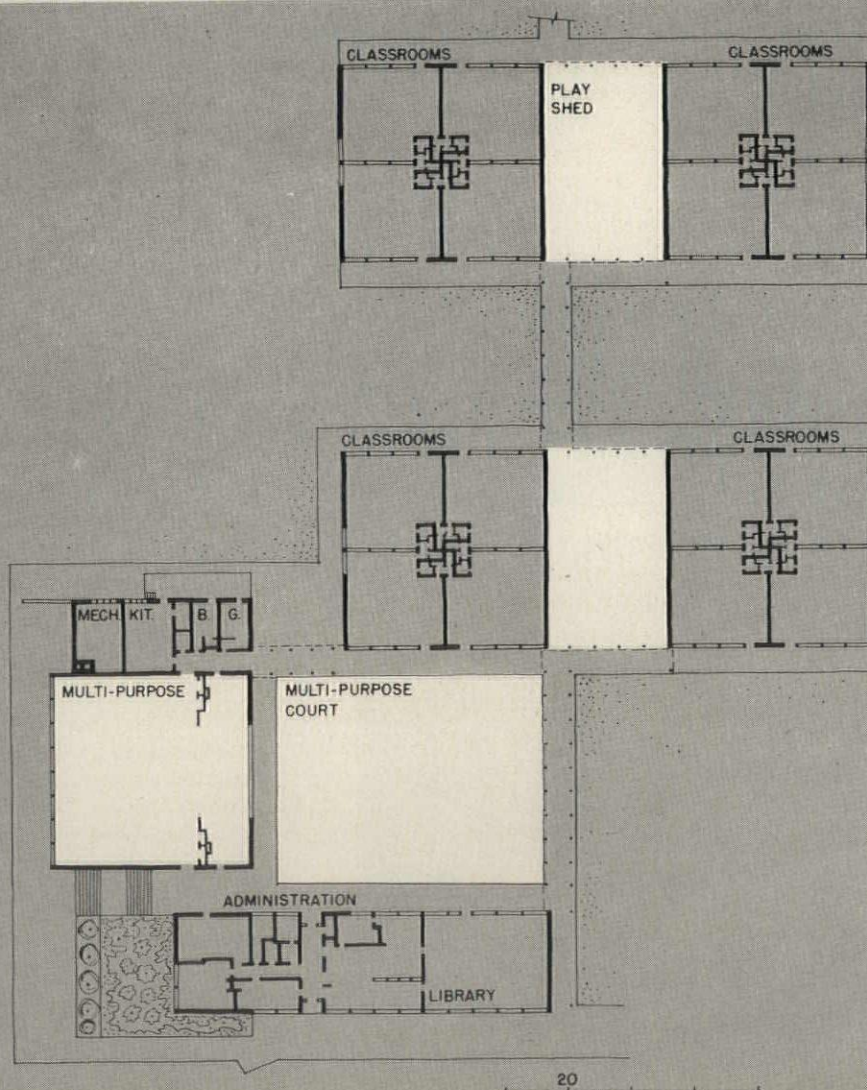 CLASSROOMS
CLASSROOMS
PLAY
SHED
CLASSROOMS
CLASSROOMS
MECH.
KIT.
B.
G.
MULTI-PURPOSE
MULTI-PURPOSE
COURT
ADMINISTRATION
LIBRARY
20